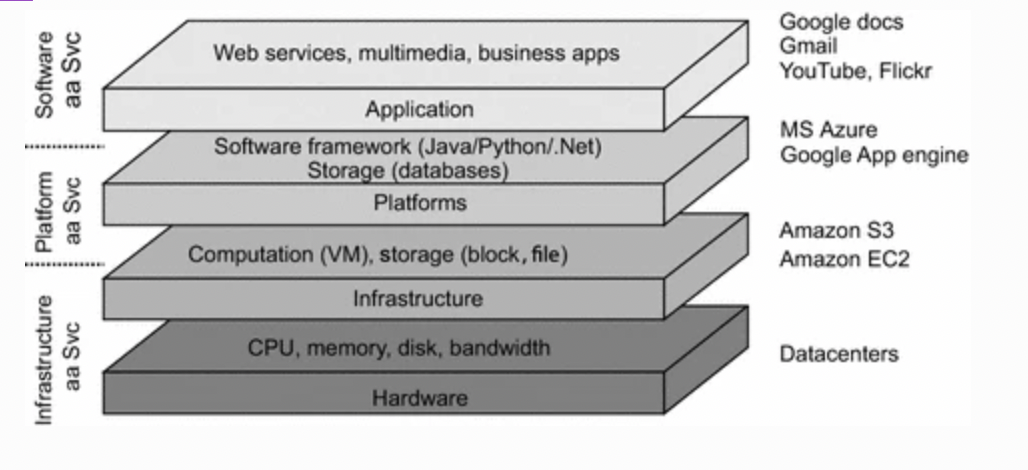 Software
aa Svc
Web services, multimedia, business apps
Application
Google docs
Gmail
YouTube, Flickr
Platform
aa Svc
Software framework (Java/Python/.Net)
Storage (databases)
Platforms
MS Azure
Google App engine
Infrastructure
aa Svc
Computation (VM), storage (block, file)
Infrastructure
Amazon S3
Amazon EC2
CPU, memory, disk, bandwidth
Hardware
Datacenters